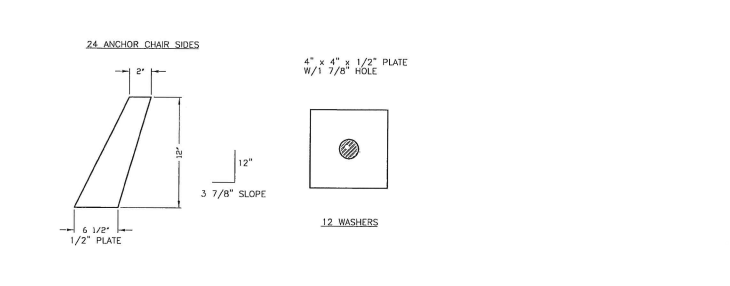 24 ANCHOR CHAIR SIDES
2"
12"
6 1/2"
1/2" PLATE
12"
3 7/8" SLOPE
4" x 4" x 1/2" PLATE
W/1 7/8" HOLE
12 WASHERS